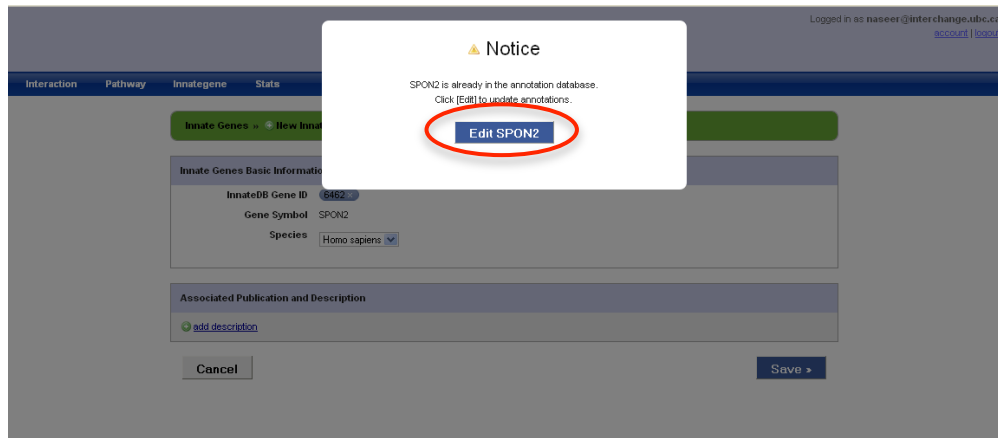 Logged in as naseer@interchange.ubc.ca
account | logout
Notice
SPON2 is already in the annotation database.
Click [Edit] to update annotations.
Edit SPON2
Interaction Pathway Innategene Stats
Innate Genes » New Innat
Innate Genes Basic Informatio
InnateDB Gene ID 6462 ×
Gene Symbol SPON2
Species Homo sapiens
Associated Publication and Description
add description
Cancel Save »